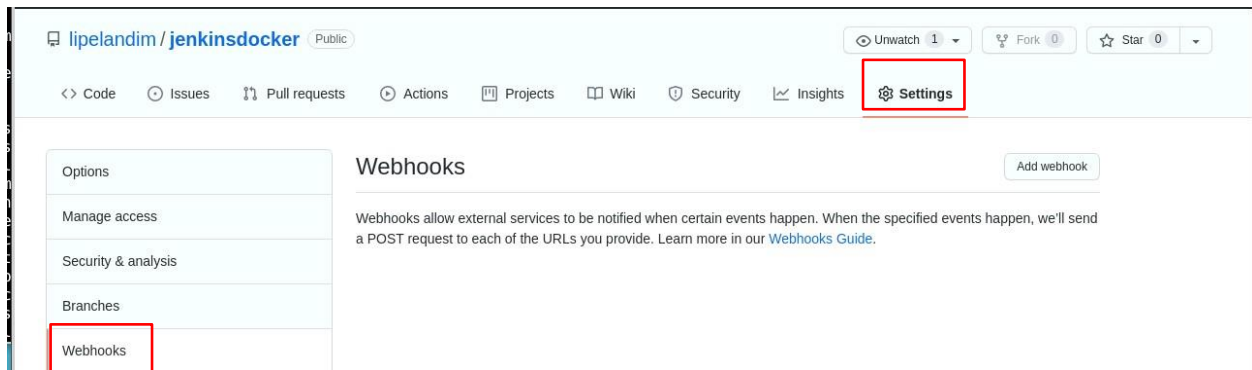 lipelandim / jenkinsdocker Public
Unwatch 1 Fork 0 Star 0
<> Code Issues Pull requests Actions Projects Wiki Security Insights Settings
Options
Manage access
Security & analysis
Branches
Webhooks
Webhooks
Add webhook
Webhooks allow external services to be notified when certain events happen. When the specified events happen, we'll send
a POST request to each of the URLs you provide. Learn more in our Webhooks Guide.